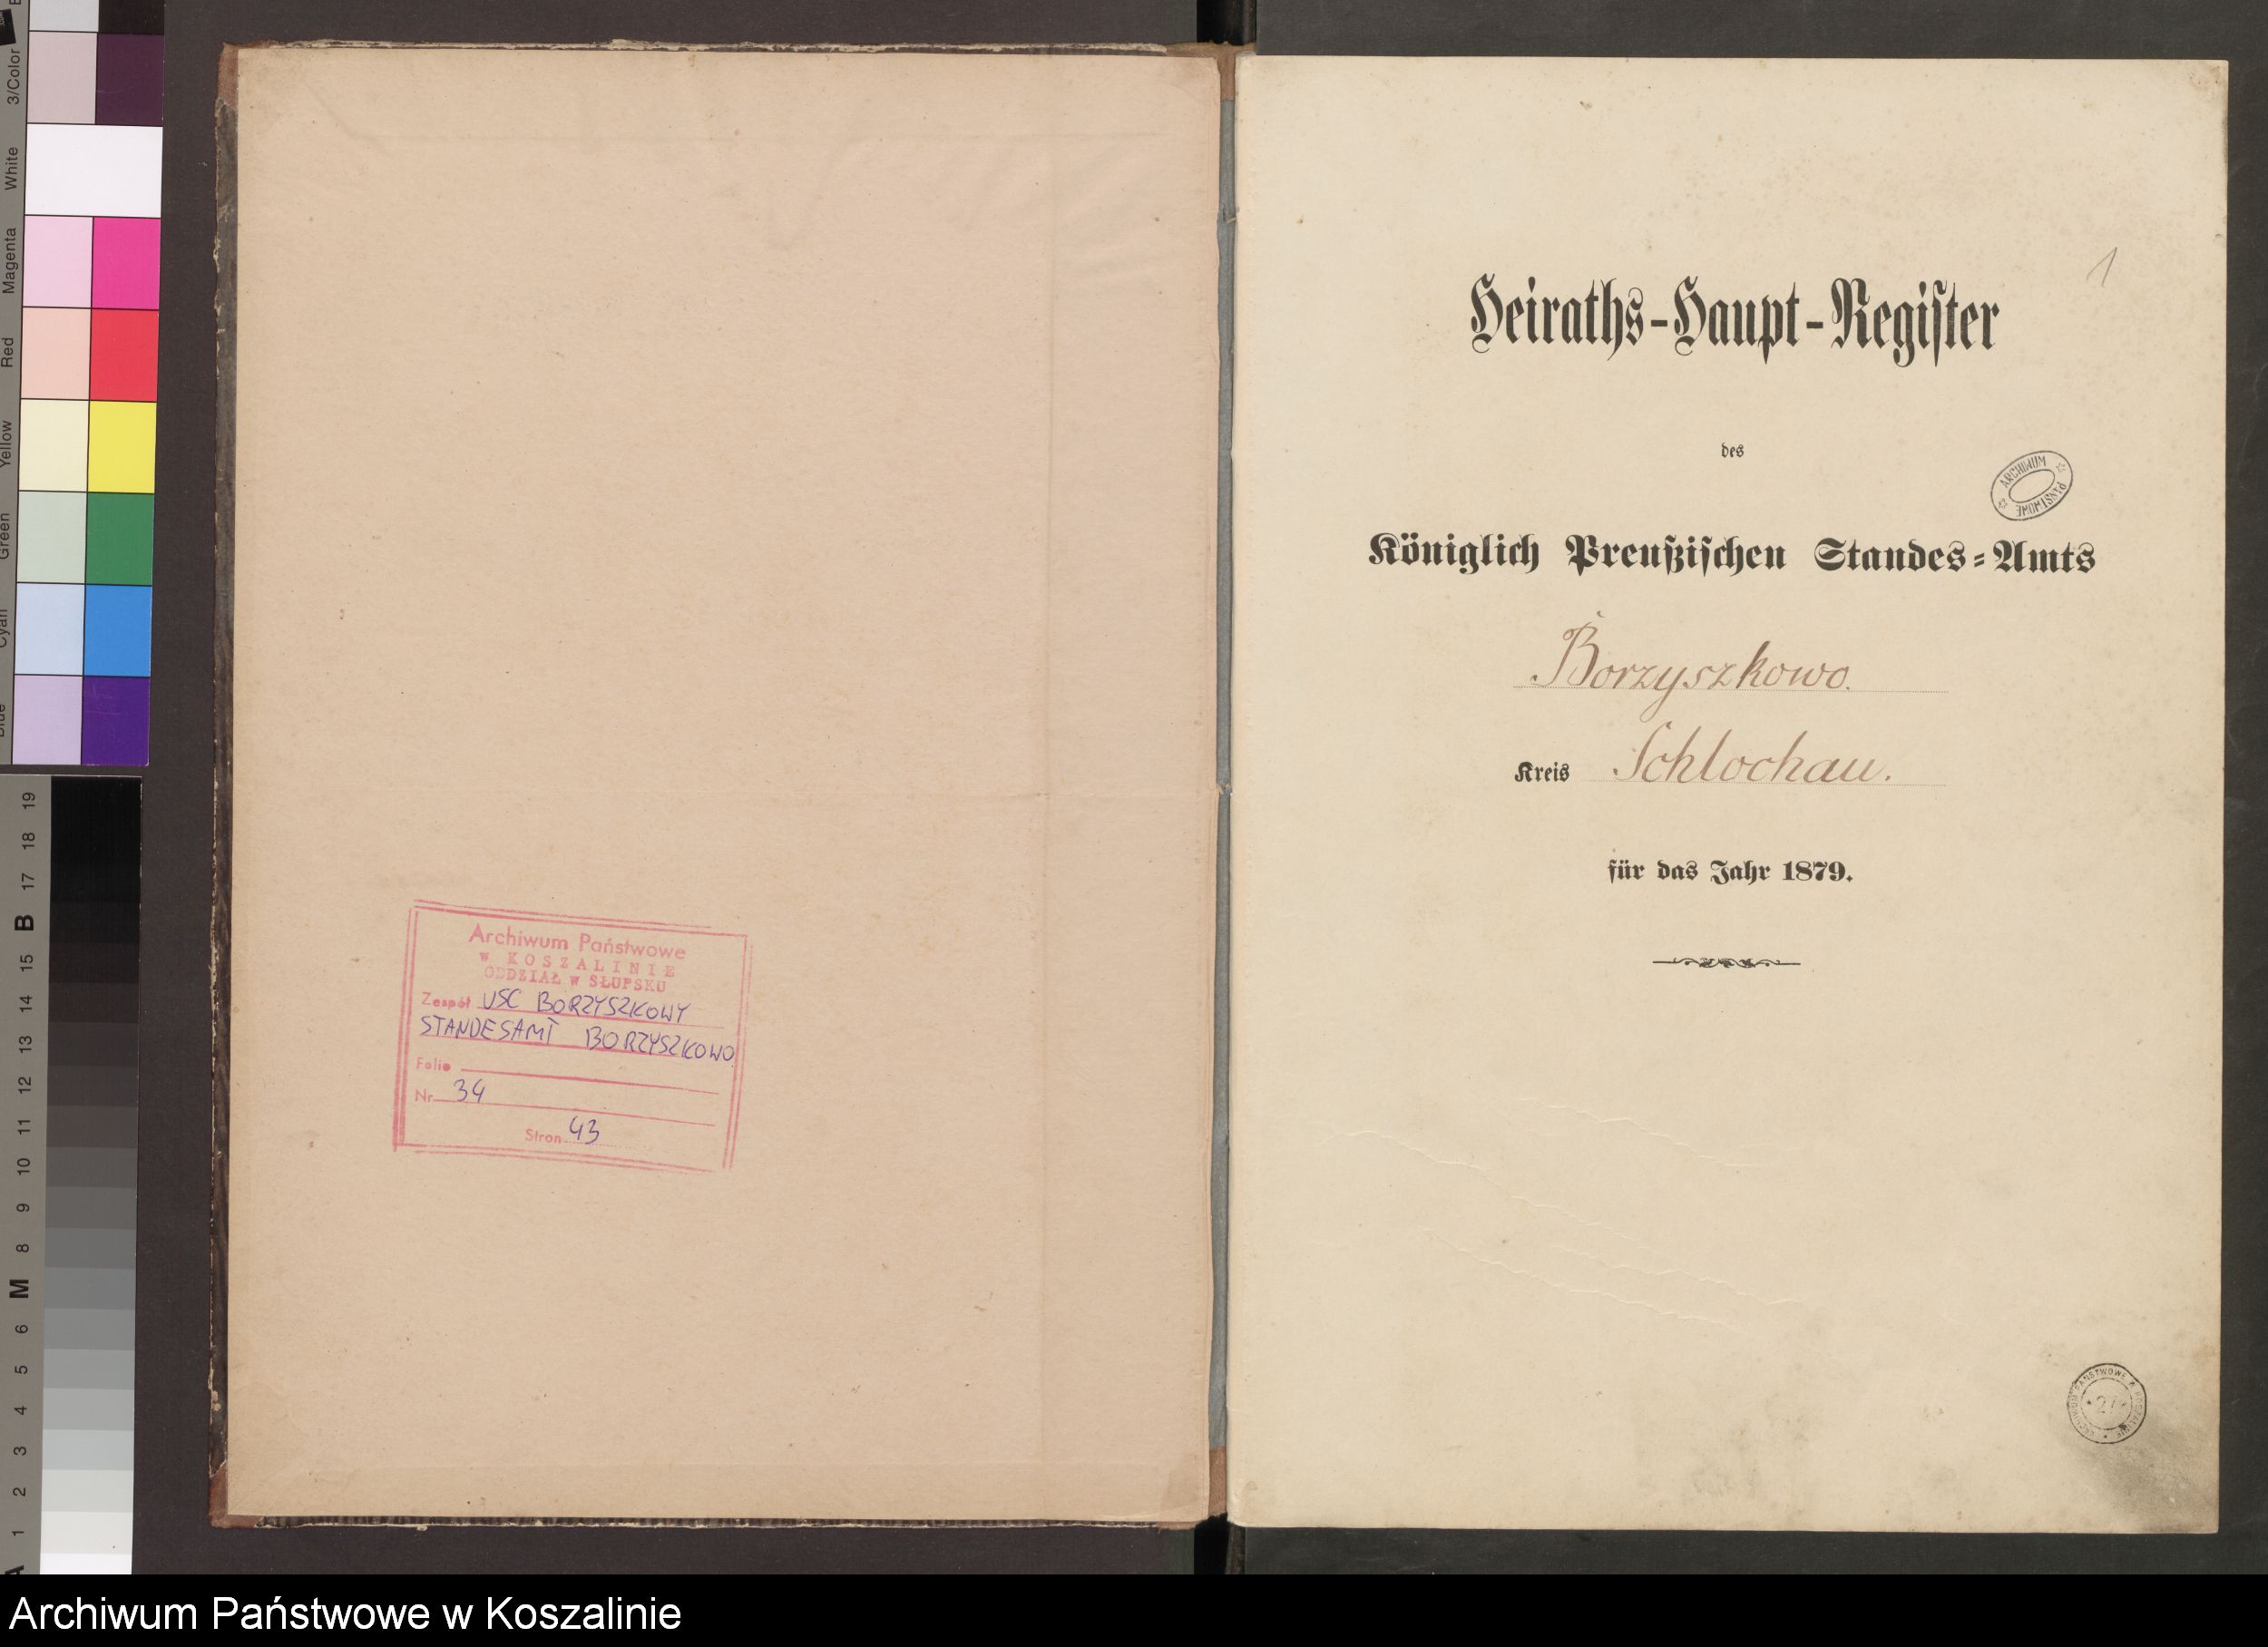 3/Color
White
Magenta
Red
Yellow
Green
Cyan
Blue
19
18
17
B
15
14
13
12
11
10
9
8
M
6
5
4
3
2
1
A
Archiwum Państwowe
w KOSZALINIE
ODDZIAŁ w SŁUPSKU
Zespół USC BORZYSZKOWY
STANDESAMT BORZYSZKOWO
Folio
Nr 34
Stron 43
1
Heiraths-Haupt-Regiſter
des
ARCHIWUM PAŃSTWOWE
Königlich Preußiſchen Standes-Amts
Borzyszkowo.
Kreis Schlochau.
für das Jahr 1879.
Archiwum Państwowe w Koszalinie